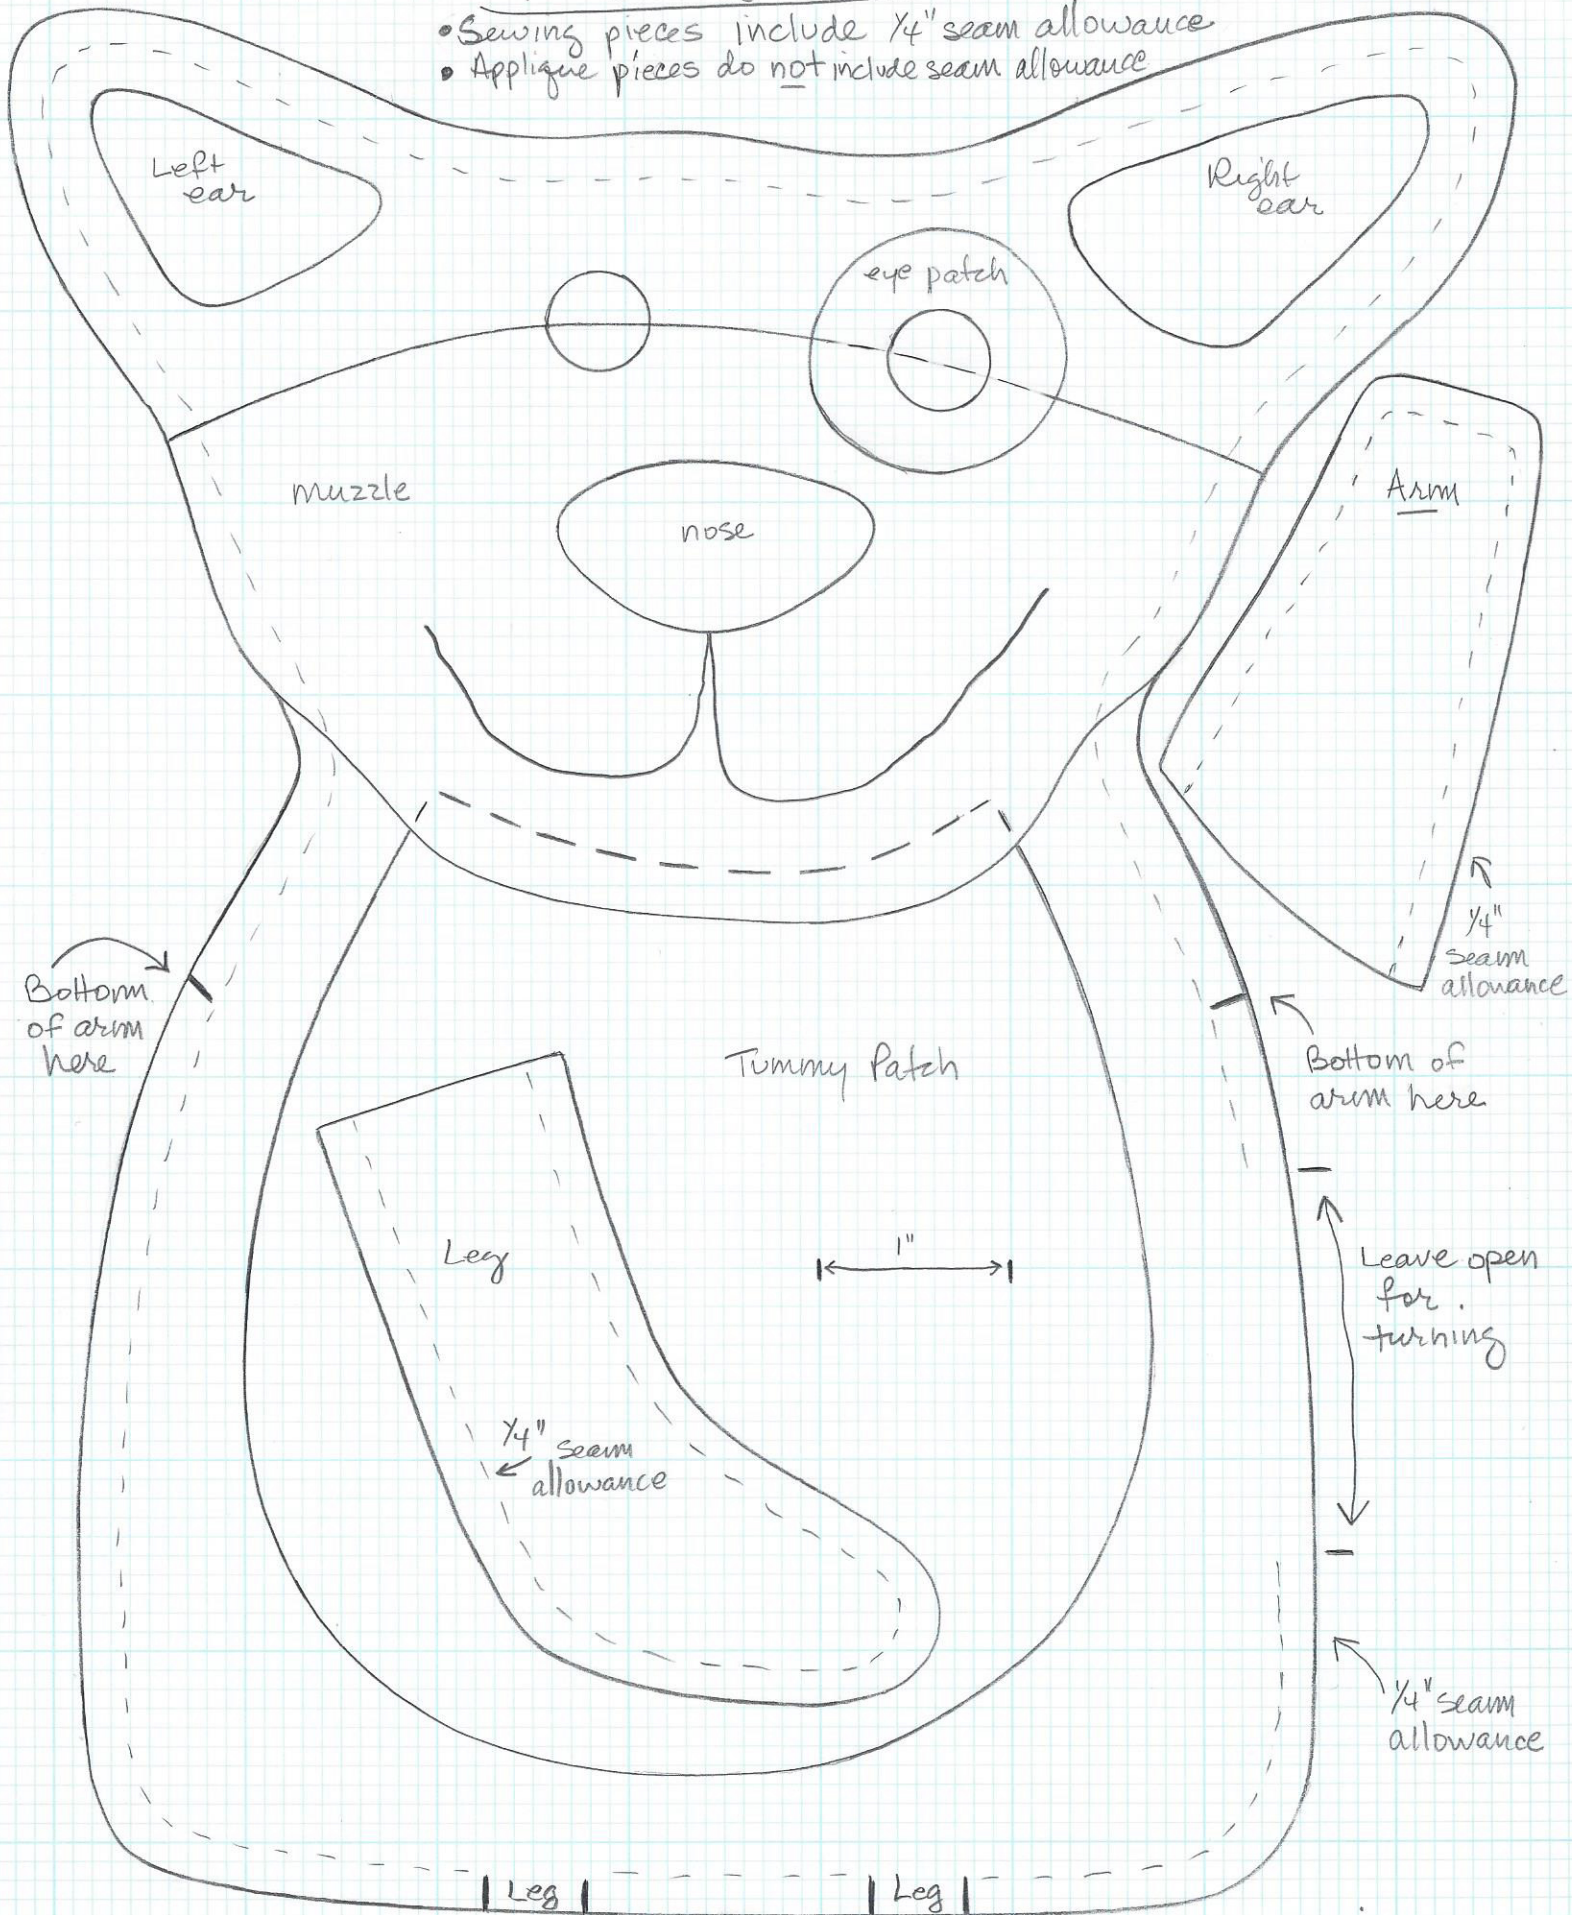 •Sewing pieces include 1/4" seam allowance
• Applique pieces do not include seam allowance
Left
ear
Right
ear
eye patch
muzzle
nose
Arm
1/4"
seam
allowance
Bottom
of arm
here
Tummy Patch
Bottom of
arm here
Leg
1"
Leave open
for
turning
1/4" seam
allowance
1/4" seam
allowance
Leg
Leg